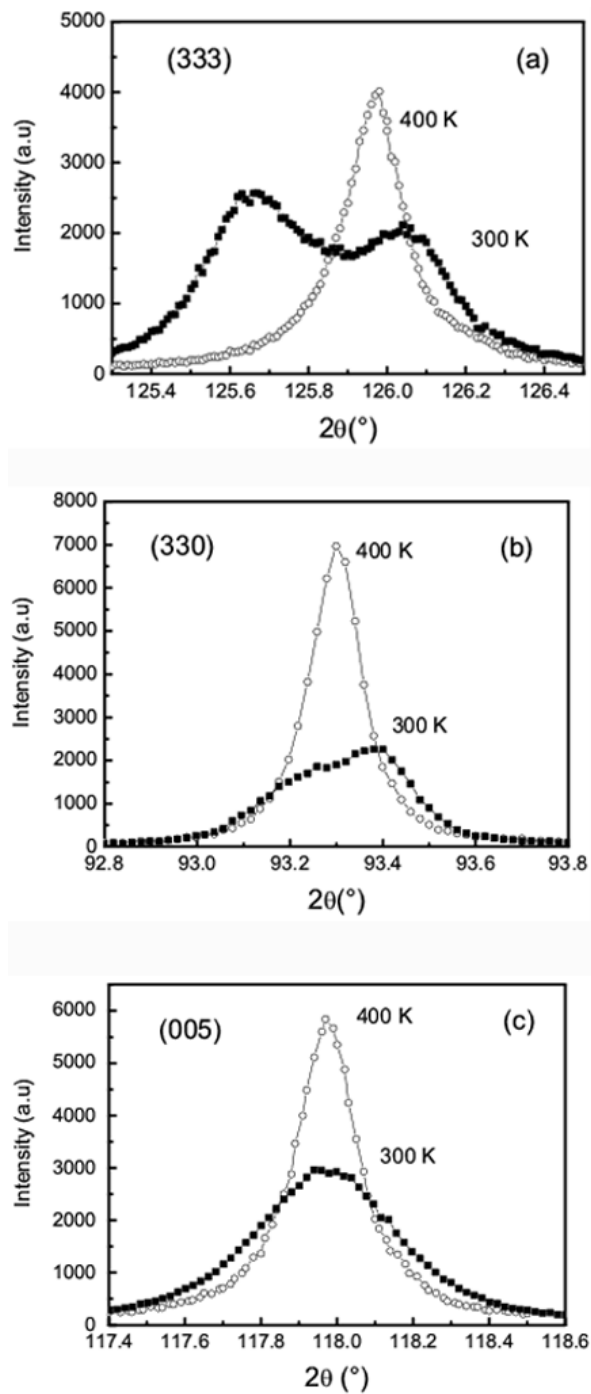 (333)
(a)
400 K
300 K
Intensity (a.u)
5000
4000
3000
2000
1000
0
125.4 125.6 125.8 126.0 126.2 126.4
2θ(°)
(330)
(b)
400 K
300 K
Intensity (a.u)
8000
7000
6000
5000
4000
3000
2000
1000
0
92.8 93.0 93.2 93.4 93.6 93.8
2θ(°)
(005)
(c)
400 K
300 K
Intensity (a.u)
6000
5000
4000
3000
2000
1000
0
117.4 117.6 117.8 118.0 118.2 118.4 118.6
2θ (°)